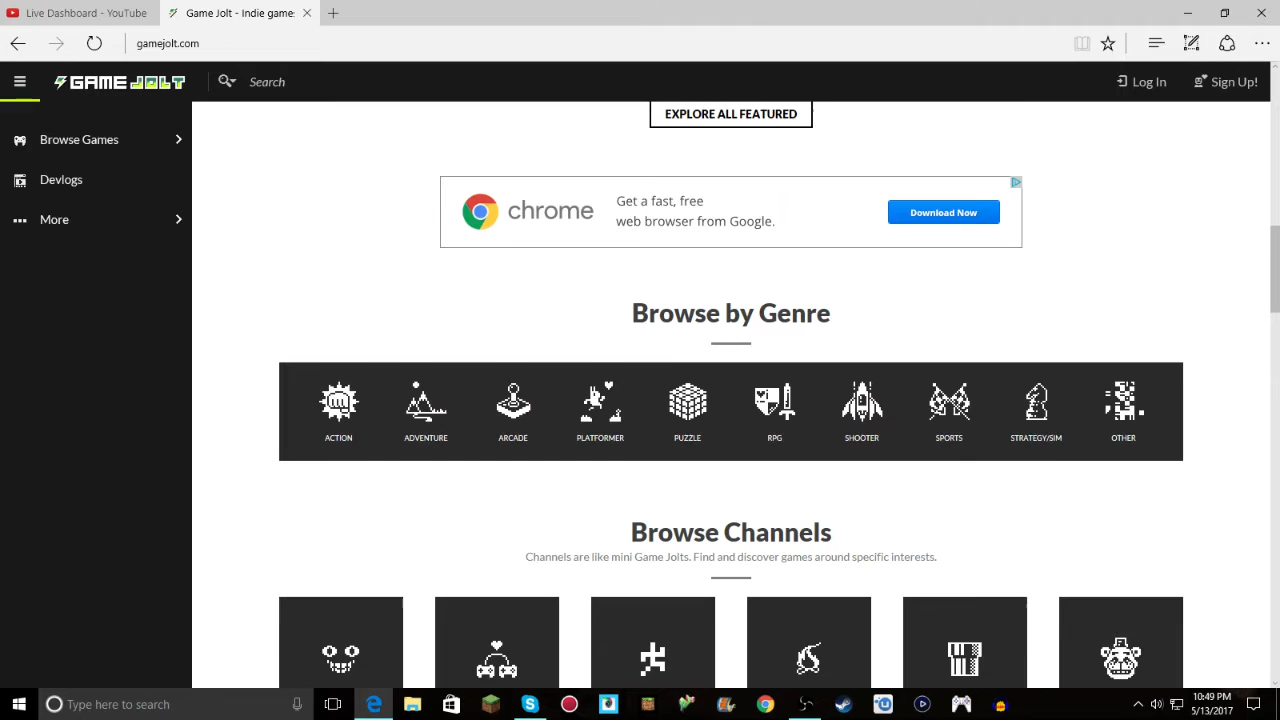 Live Dashboard - YouTube
Game Jolt - Indie games
gamejolt.com
GAME JOLT
Search
Log In
Sign Up!
Browse Games
Devlogs
More
EXPLORE ALL FEATURED
chrome
Get a fast, free
web browser from Google.
Download Now
Browse by Genre
ACTION
ADVENTURE
ARCADE
PLATFORMER
PUZZLE
RPG
SHOOTER
SPORTS
STRATEGY/SIM
OTHER
Browse Channels
Channels are like mini Game Jolts. Find and discover games around specific interests.
Type here to search
10:49 PM
5/13/2017